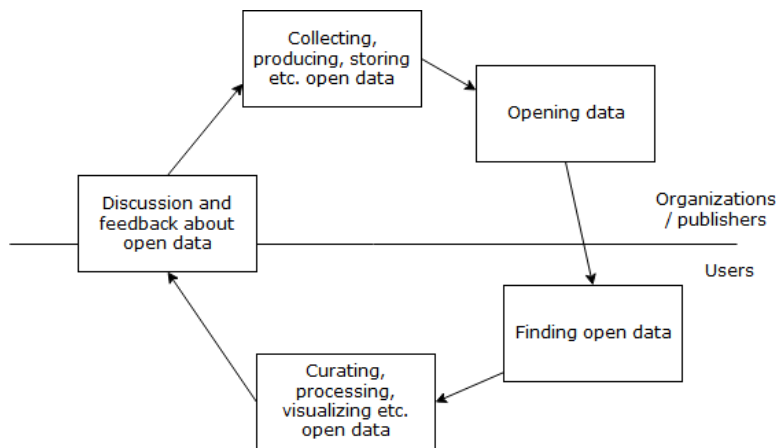 Collecting,
producing, storing
etc. open data
Opening data
Discussion and
feedback about
open data
Organizations
/ publishers
Users
Finding open data
Curating,
processing,
visualizing etc.
open data